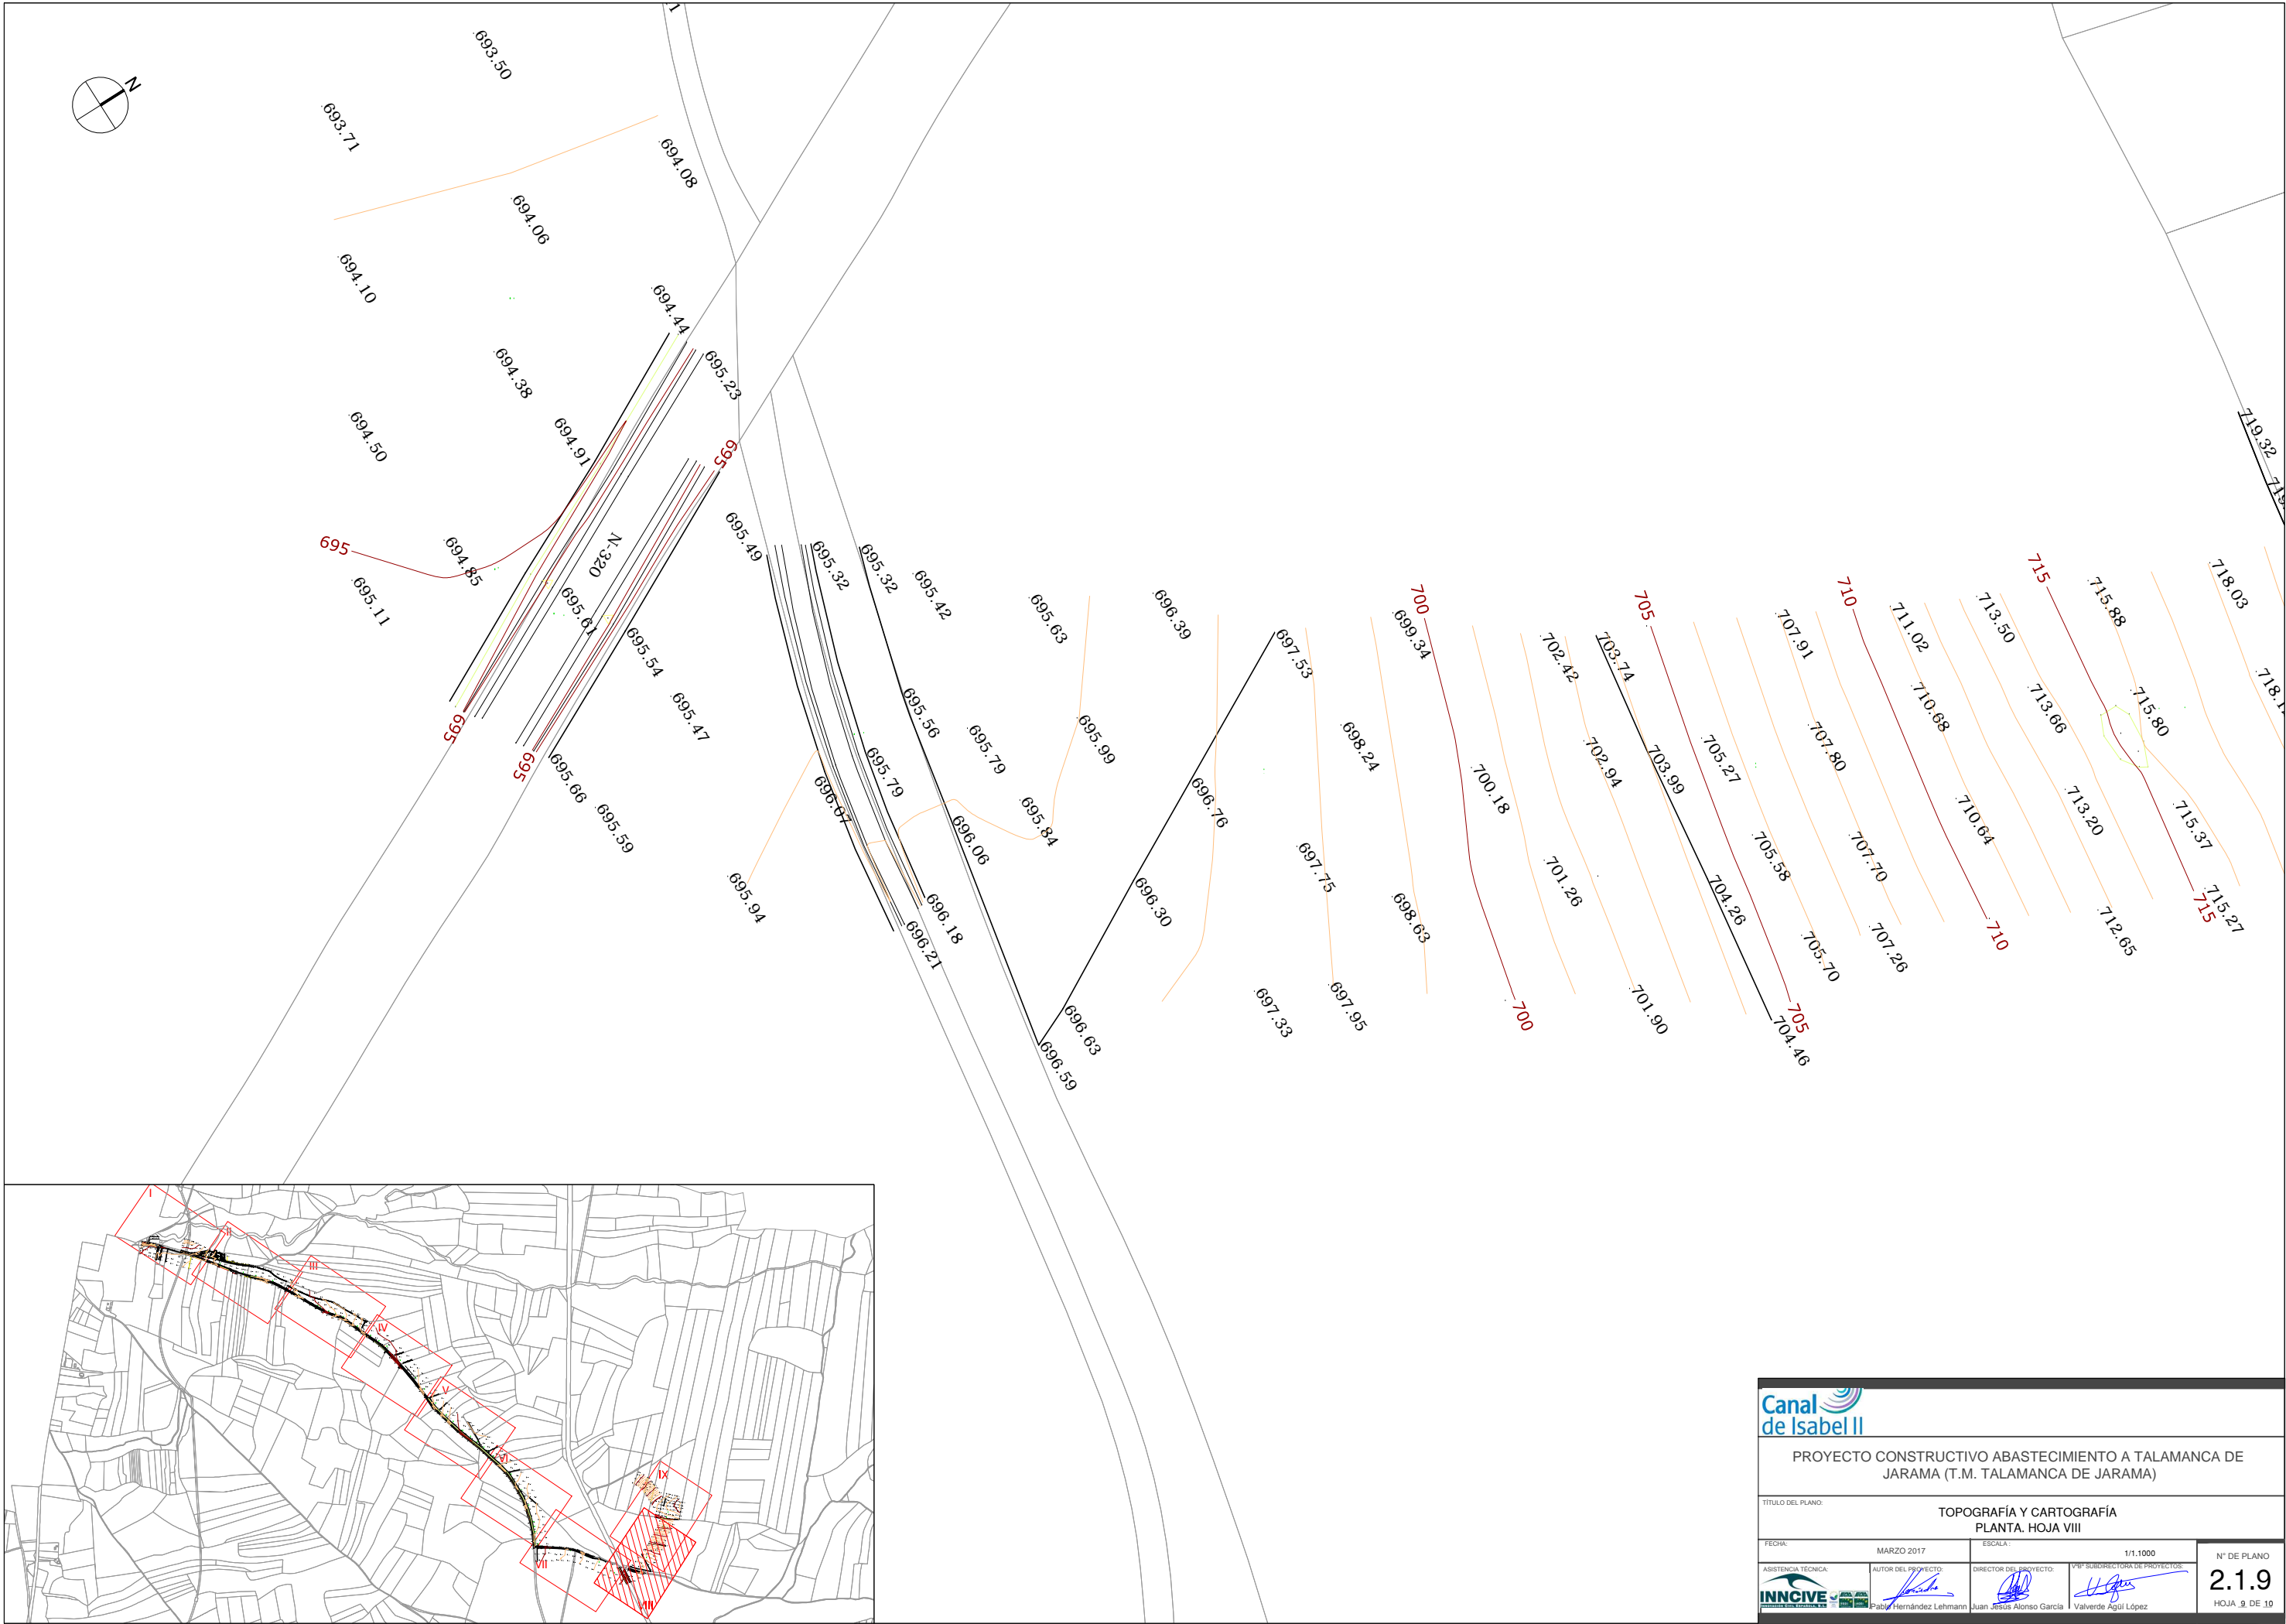 N
693.50
693.71
694.08
694.06
694.10
694.44
694.38
695.23
694.50
694.91
695
695.49
695.32
695.32
695.42
695
694.85
N-320
695.11
695.61
695.54
695.63
696.39
695.47
695
695
695.66
695.59
695.56
695.79
695.79
695.99
696.07
695.84
696.06
695.94
696.18
696.21
697.53
696.76
696.30
696.63
696.59
697.33
697.95
697.75
698.24
698.63
700
699.34
700.18
701.26
700
701.90
702.42
702.94
703.74
703.99
704.26
704.46
705
705.27
705.58
705.70
705
707.91
707.80
707.70
707.26
710
711.02
710.68
710.64
710
713.50
713.66
713.20
712.65
715
715.88
715.80
715.37
715.27
715
718.03
719.32
I
II
III
IV
V
VI
VII
VIII
IX
Canal
de Isabel II
PROYECTO CONSTRUCTIVO ABASTECIMIENTO A TALAMANCA DE
JARAMA (T.M. TALAMANCA DE JARAMA)
TÍTULO DEL PLANO:
TOPOGRAFÍA Y CARTOGRAFÍA
PLANTA. HOJA VIII
FECHA:
MARZO 2017
ESCALA :
1/1.1000
N° DE PLANO
2.1.9
HOJA 9 DE 10
ASISTENCIA TÉCNICA:
INNCIVE
AUTOR DEL PROYECTO:
Pablo Hernández Lehmann
DIRECTOR DEL PROYECTO:
Juan Jesús Alonso García
VºBº SUBDIRECTORA DE PROYECTOS:
Valverde Agüi López